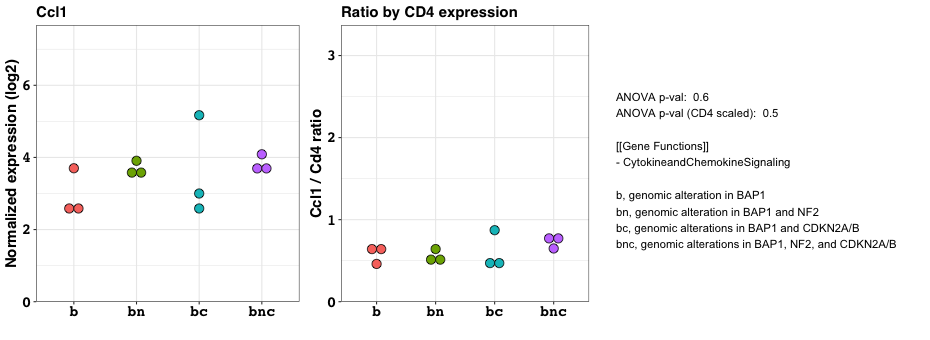 Ccl1
Normalized expression (log2)
6
4
2
0
b
bn
bc
bnc
Ratio by CD4 expression
Ccl1 / Cd4 ratio
3
2
1
0
b
bn
bc
bnc
ANOVA p-val:  0.6
ANOVA p-val (CD4 scaled):  0.5
[[Gene Functions]]
- CytokineandChemokineSignaling
b, genomic alteration in BAP1
bn, genomic alteration in BAP1 and NF2
bc, genomic alterations in BAP1 and CDKN2A/B
bnc, genomic alterations in BAP1, NF2, and CDKN2A/B